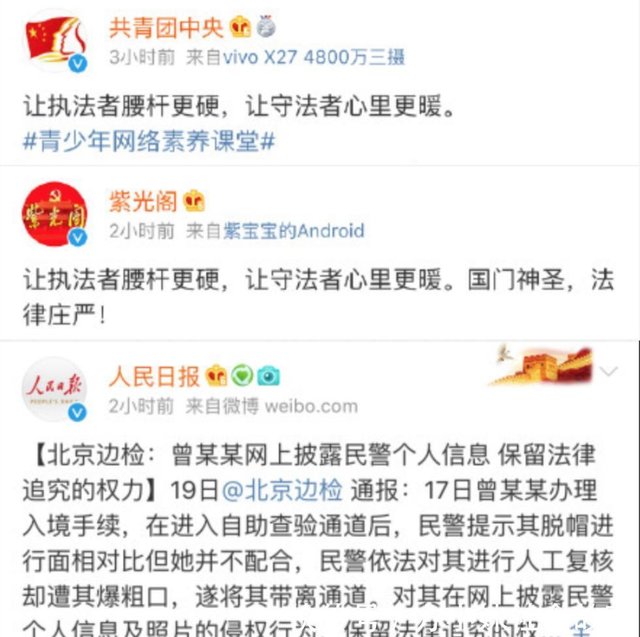 共青团中央
3小时前 来自vivo X27 4800万三摄
让执法者腰杆更硬，让守法者心里更暖。
#青少年网络素养课堂#
紫光阁
紫光阁
2小时前 来自紫宝宝的Android
让执法者腰杆更硬，让守法者心里更暖。国门神圣，法
律庄严！
人民日报
PEOPLE'S DAILY
人民日报
2小时前 来自微博 weibo.com
【北京边检：曾某某网上披露民警个人信息 保留法律
追究的权力】19日@北京边检 通报：17日曾某某办理
入境手续，在进入自助查验通道后，民警提示其脱帽进
行面相对比但她并不配合，民警依法对其进行人工复核
却遭其爆粗口，遂将其带离通道。对其在网上披露民警
个人信息及照片的侵权行为，保留法律追究的权